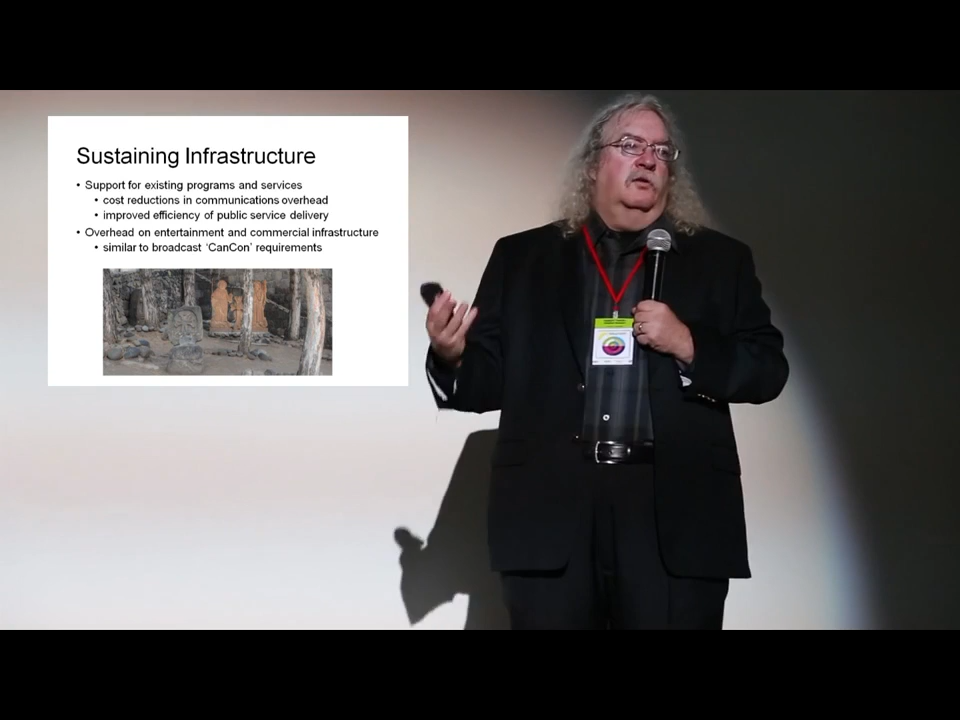 Sustaining Infrastructure
• Support for existing programs and services
• cost reductions in communications overhead
• improved efficiency of public service delivery
• Overhead on entertainment and commercial infrastructure
• similar to broadcast ‘CanCon’ requirements